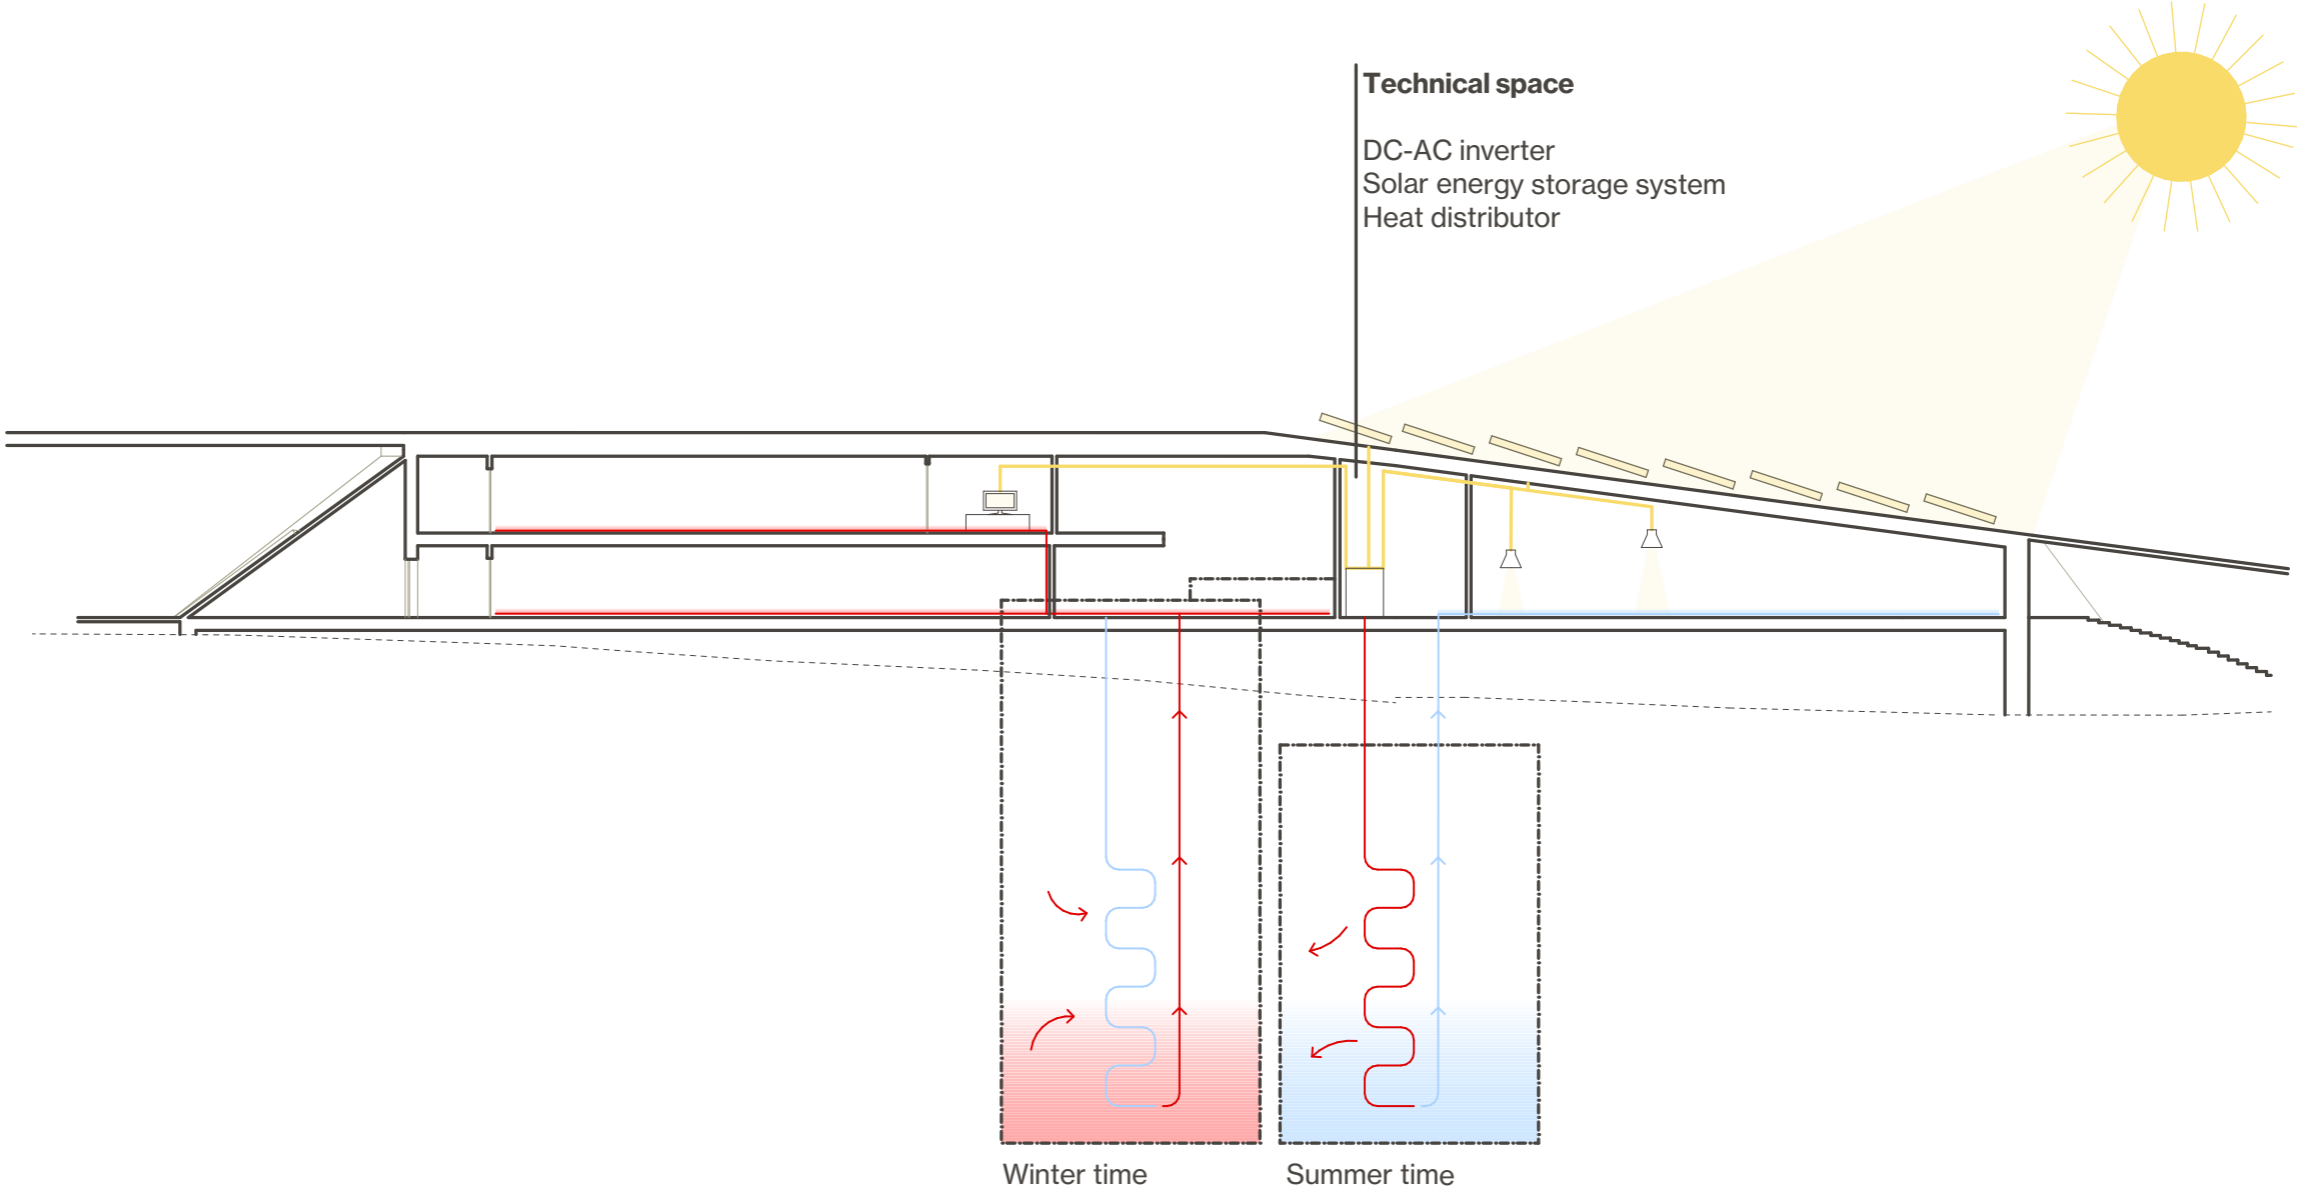 Technical space
DC-AC inverter
Solar energy storage system
Heat distributor
Winter time
Summer time